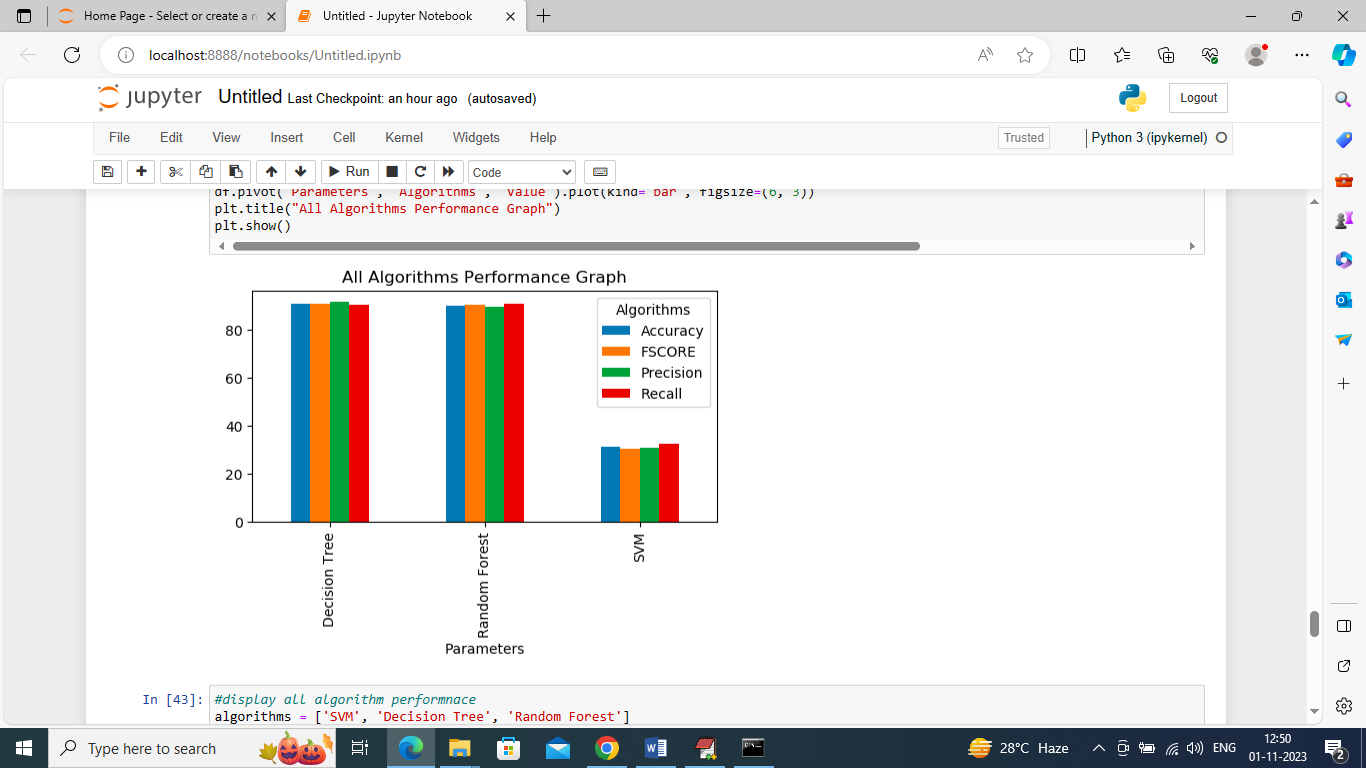 Home Page - Select or create a n
Untitled - Jupyter Notebook
localhost:8888/notebooks/Untitled.ipynb
jupyter Untitled Last Checkpoint: an hour ago (autosaved)
Logout
File Edit View Insert Cell Kernel Widgets Help
Trusted
Python 3 (ipykernel)
Run
Code
df.pivot("Parameters", "Algorithms", "Value").plot(kind='bar', figsize=(6, 3))
plt.title("All Algorithms Performance Graph")
plt.show()
All Algorithms Performance Graph
Algorithms
Accuracy
FSCORE
Precision
Recall
80
60
40
20
0
Decision Tree
Random Forest
SVM
Parameters
In [43]:
#display all algorithm performnace
algorithms = ['SVM', 'Decision Tree', 'Random Forest']
Type here to search
28°C Haze
ENG
12:50
01-11-2023
2